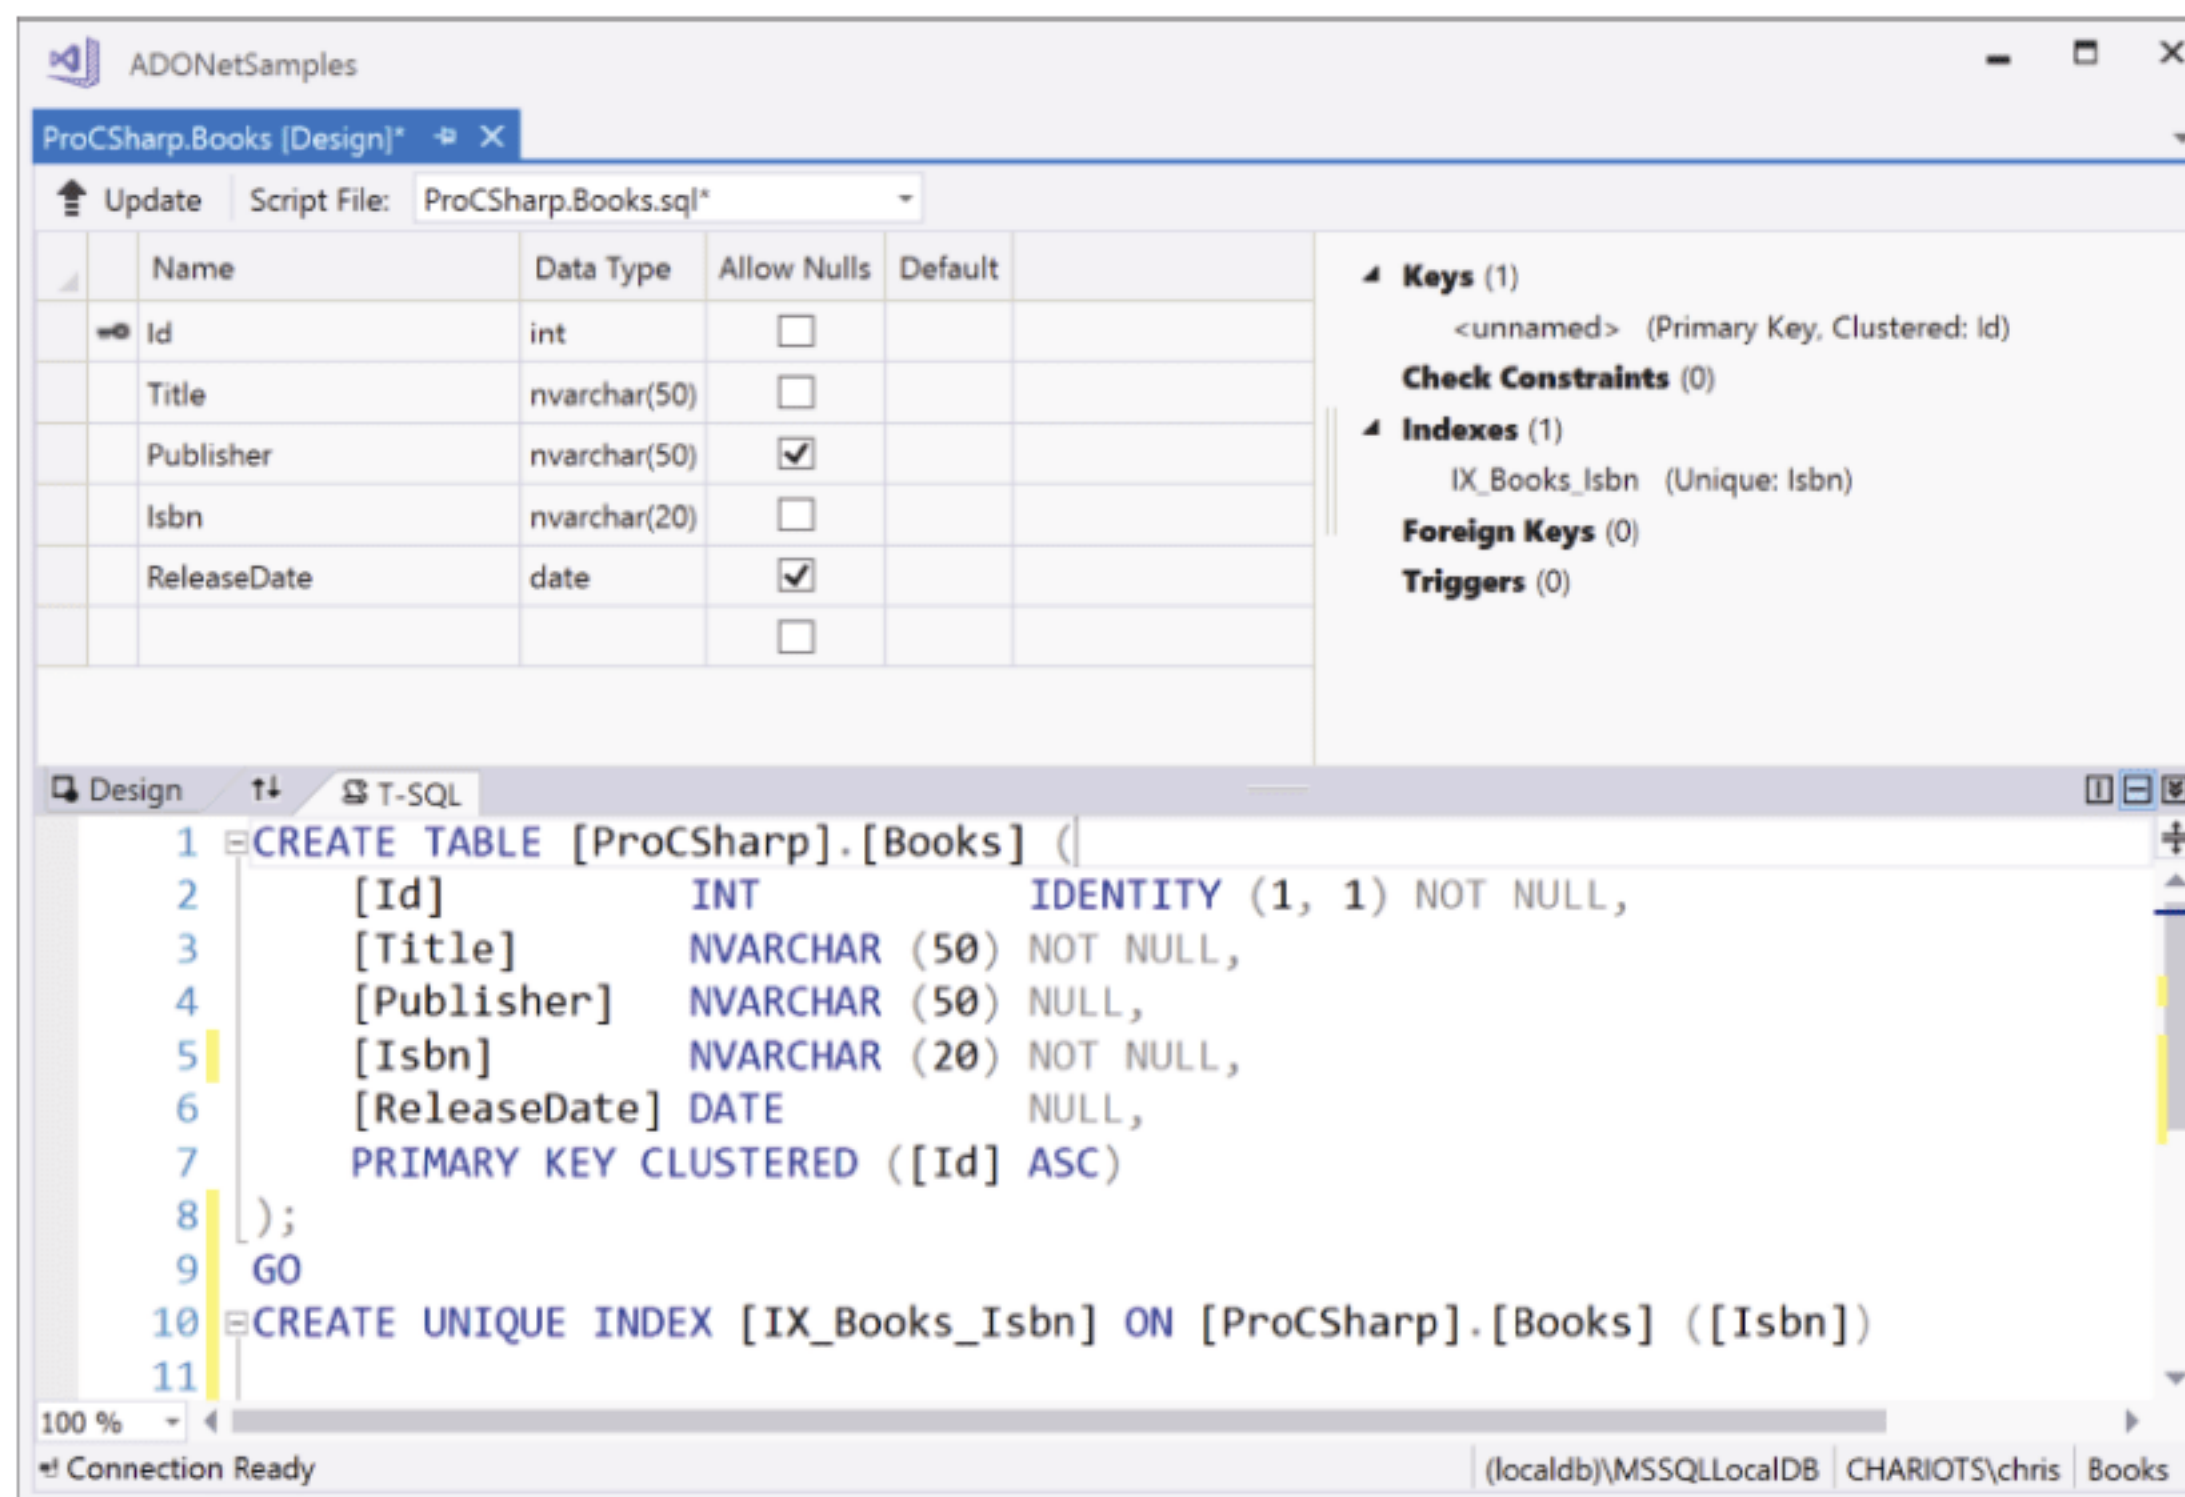 ADONetSamples
ProCSharp.Books [Design]*
Update Script File: ProCSharp.Books.sql*
Name Data Type Allow Nulls Default
Id int
Title nvarchar(50)
Publisher nvarchar(50)
Isbn nvarchar(20)
ReleaseDate date
Keys (1)
<unnamed> (Primary Key, Clustered: Id)
Check Constraints (0)
Indexes (1)
IX_Books_Isbn (Unique: Isbn)
Foreign Keys (0)
Triggers (0)
Design T-SQL
1 CREATE TABLE [ProCSharp].[Books] (
2 [Id] INT IDENTITY (1, 1) NOT NULL,
3 [Title] NVARCHAR (50) NOT NULL,
4 [Publisher] NVARCHAR (50) NULL,
5 [Isbn] NVARCHAR (20) NOT NULL,
6 [ReleaseDate] DATE NULL,
7 PRIMARY KEY CLUSTERED ([Id] ASC)
8 );
9 GO
10 CREATE UNIQUE INDEX [IX_Books_Isbn] ON [ProCSharp].[Books] ([Isbn])
11
100 %
Connection Ready (localdb)\MSSQLLocalDB CHARIOTS\chris Books